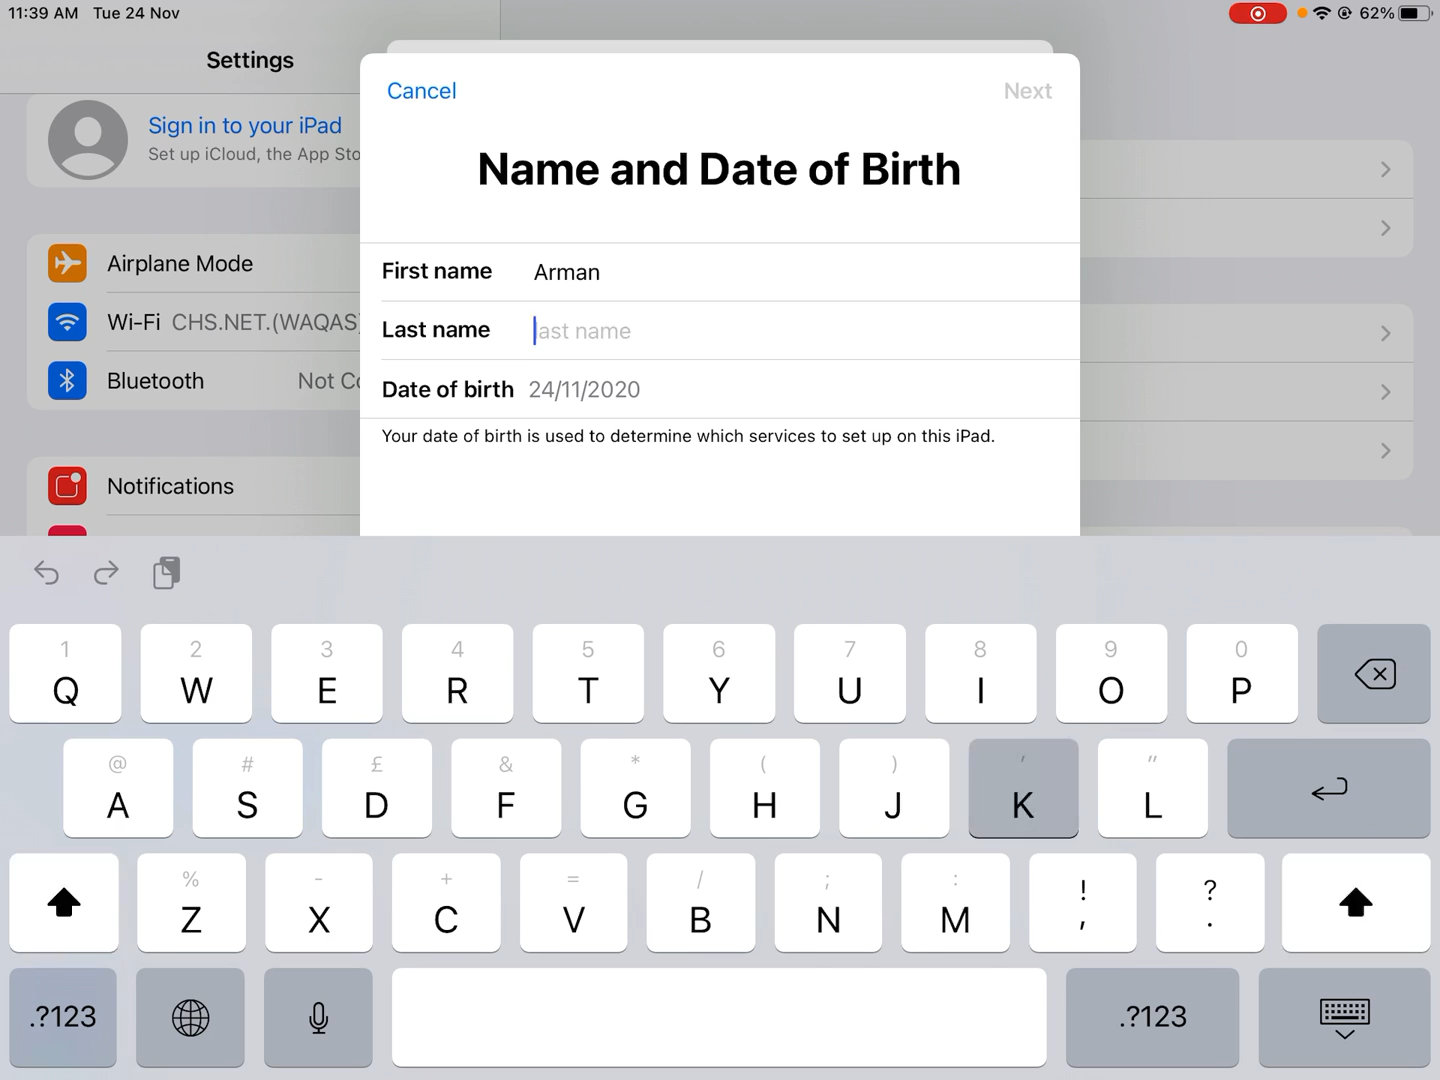 11:39 AM Tue 24 Nov
62%
Settings
Cancel
Next
Sign in to your iPad
Set up iCloud, the App Sto
Name and Date of Birth
Airplane Mode
First name Arman
Wi-Fi CHS.NET.(WAQAS)
Last name last name
Bluetooth Not Co
Date of birth 24/11/2020
Your date of birth is used to determine which services to set up on this iPad.
Notifications
1 2 3 4 5 6 7 8 9 0
Q W E R T Y U I O P
@ # £ & * ( ) ' "
A S D F G H J K L
% - + = / ; : ! ?
Z X C V B N M , .
.?123 .?123